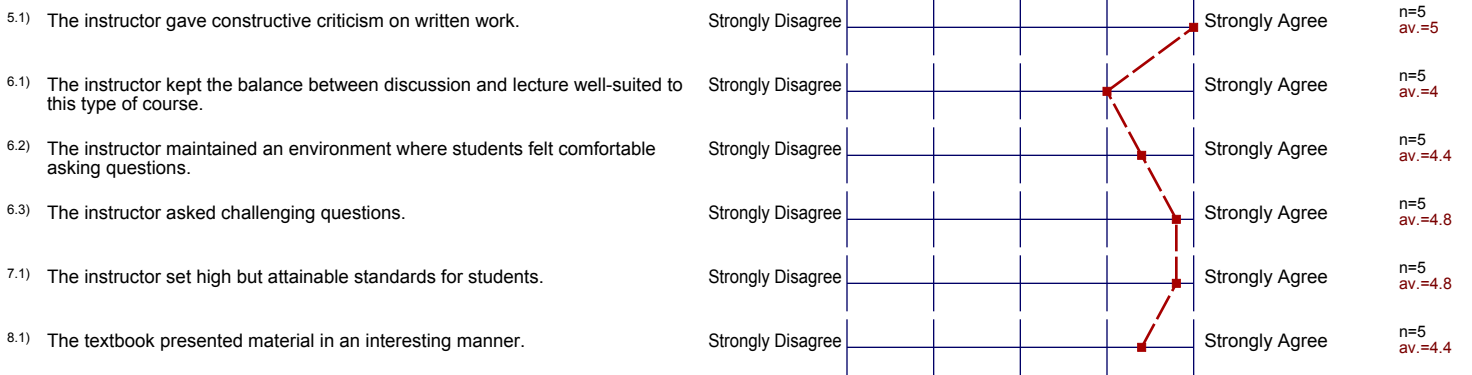 5.1) The instructor gave constructive criticism on written work. Strongly Disagree Strongly Agree n=5
av.=5
6.1) The instructor kept the balance between discussion and lecture well-suited to Strongly Disagree Strongly Agree n=5
this type of course. av.=4
6.2) The instructor maintained an environment where students felt comfortable Strongly Disagree Strongly Agree n=5
asking questions. av.=4.4
6.3) The instructor asked challenging questions. Strongly Disagree Strongly Agree n=5
av.=4.8
7.1) The instructor set high but attainable standards for students. Strongly Disagree Strongly Agree n=5
av.=4.8
8.1) The textbook presented material in an interesting manner. Strongly Disagree Strongly Agree n=5
av.=4.4